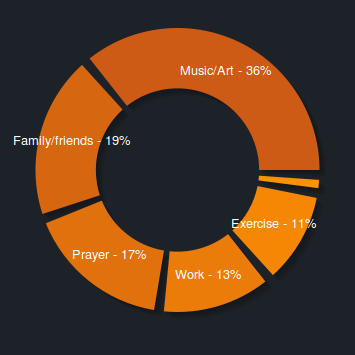 Music/Art - 36%
Family/friends - 19%
Exercise - 11%
Prayer - 17%
Work - 13%